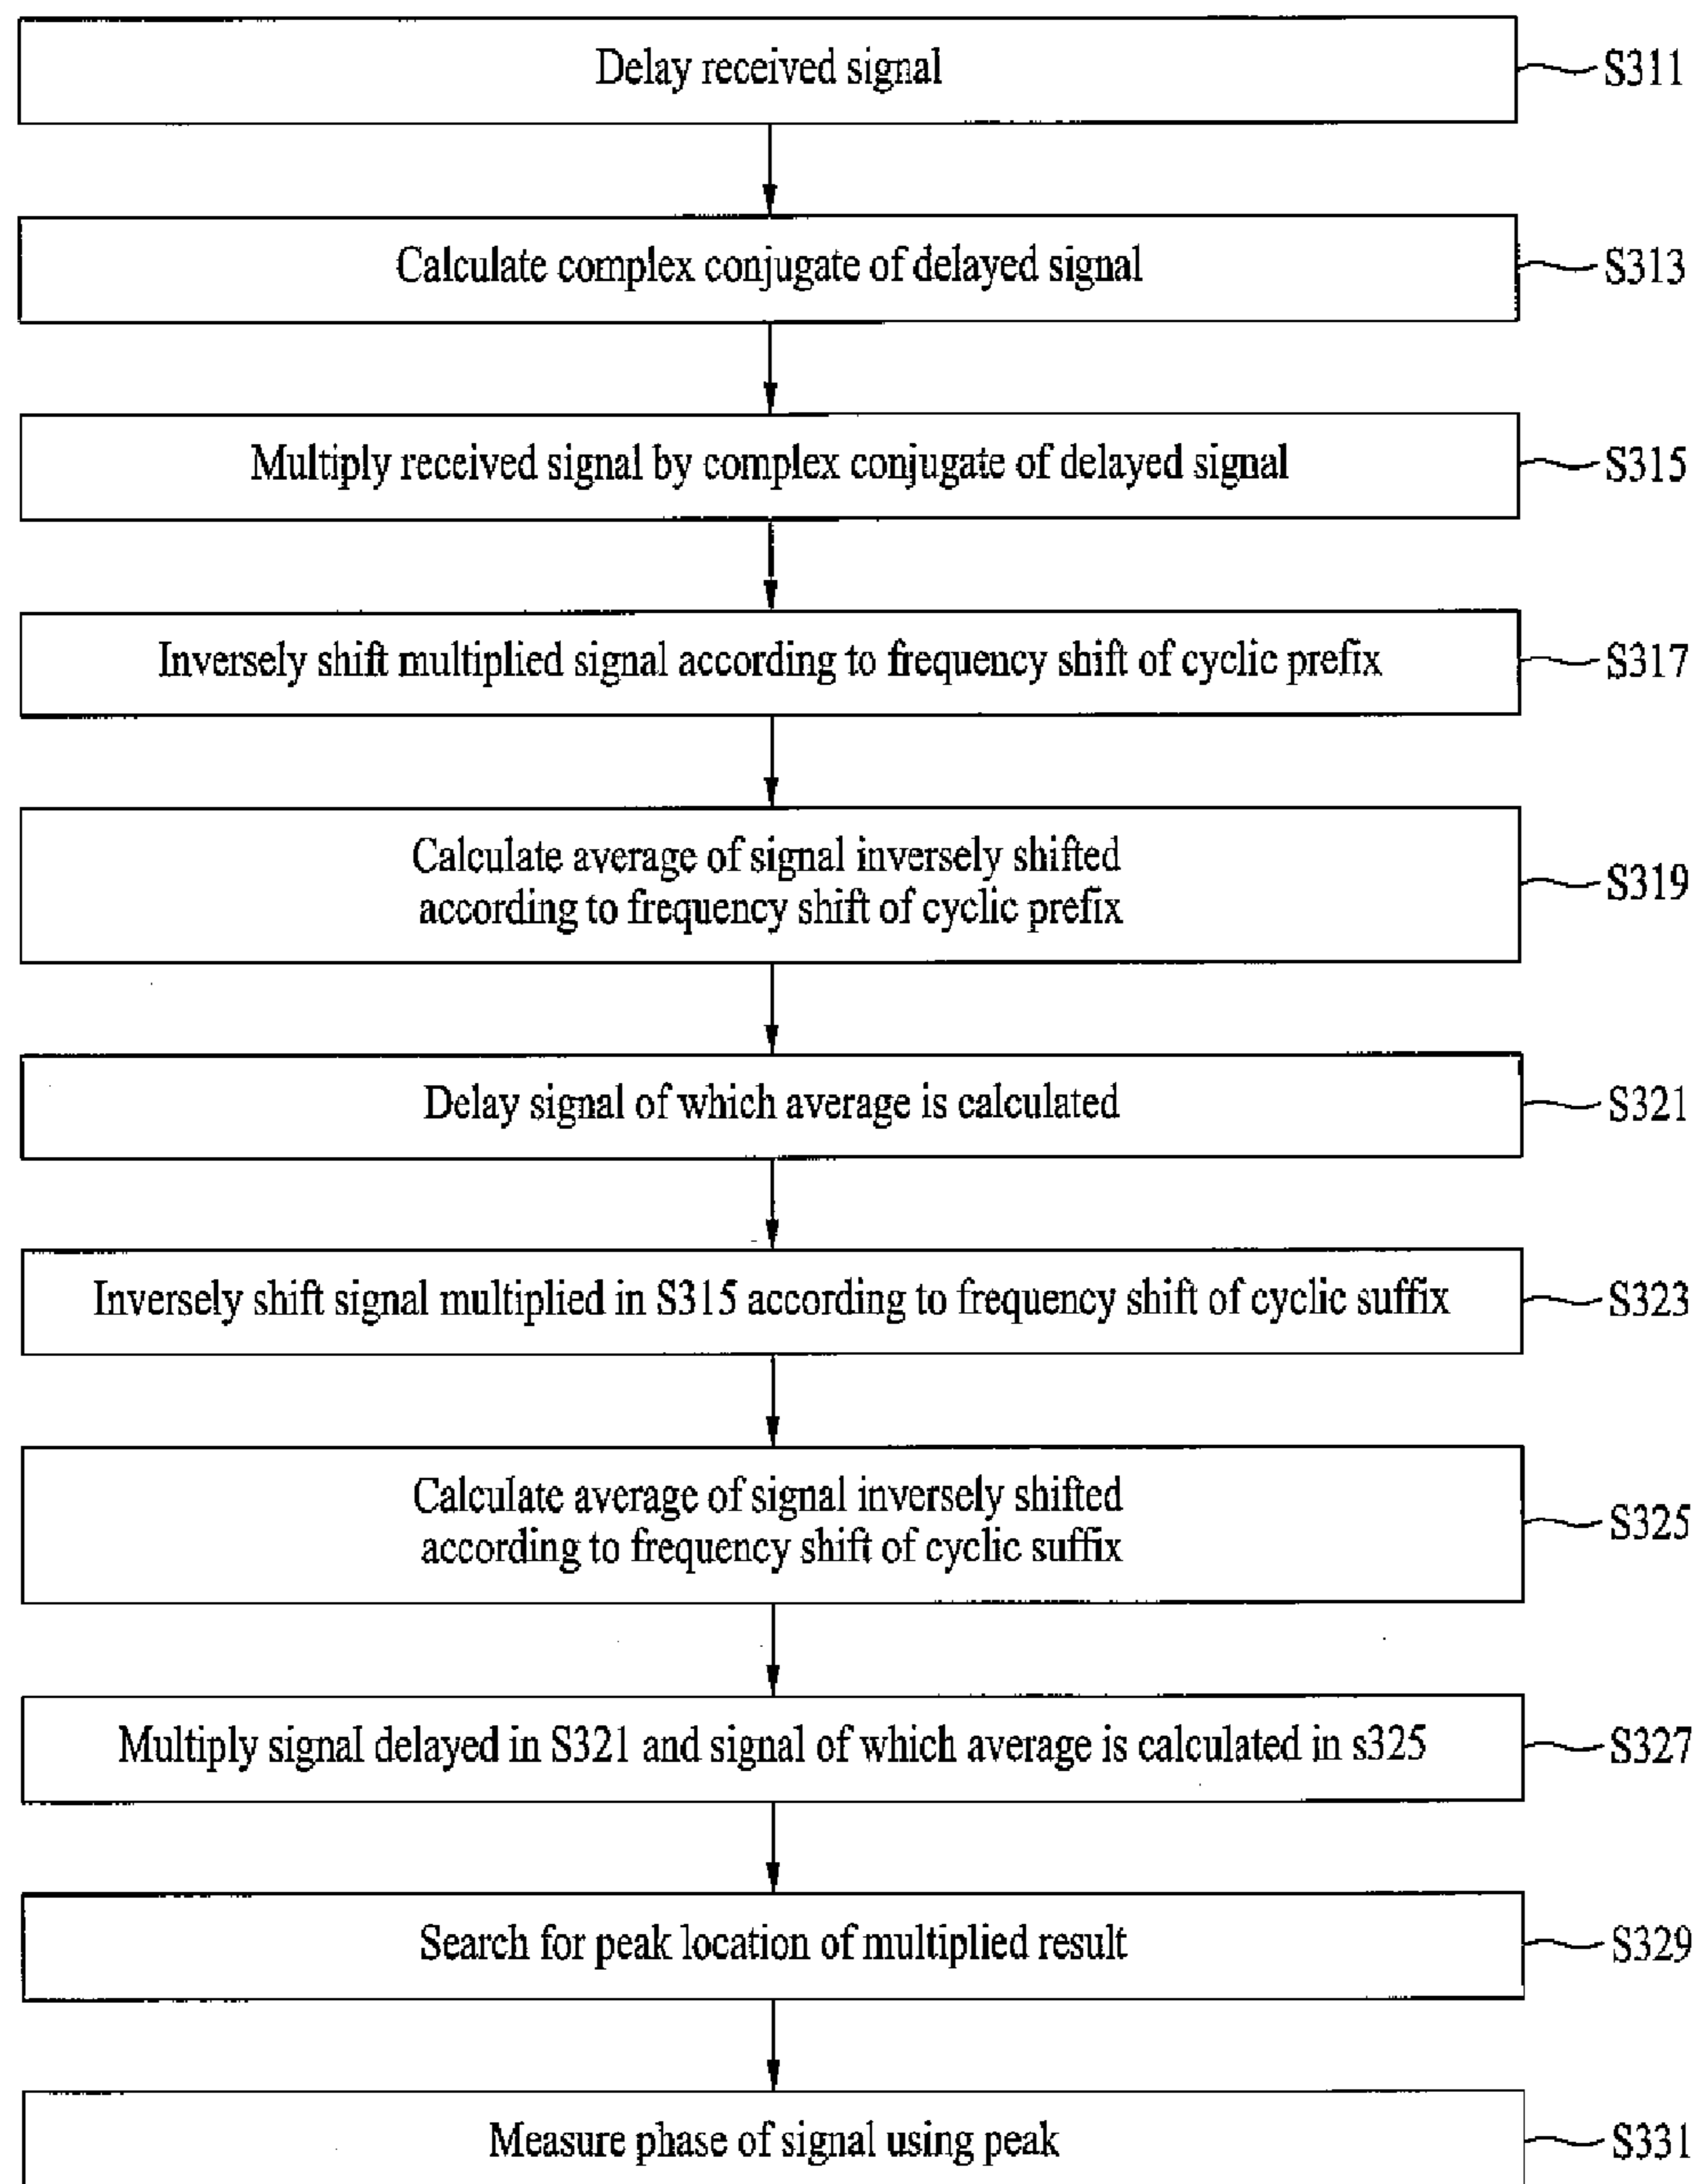 Delay received signal
S311
Calculate complex conjugate of delayed signal
S313
Multiply received signal by complex conjugate of delayed signal
S315
Inversely shift multiplied signal according to frequency shift of cyclic prefix
S317
Calculate average of signal inversely shifted
according to frequency shift of cyclic prefix
S319
Delay signal of which average is calculated
S321
Inversely shift signal multiplied in S315 according to frequency shift of cyclic suffix
S323
Calculate average of signal inversely shifted
according to frequency shift of cyclic suffix
S325
Multiply signal delayed in S321 and signal of which average is calculated in s325
S327
Search for peak location of multiplied result
S329
Measure phase of signal using peak
S331